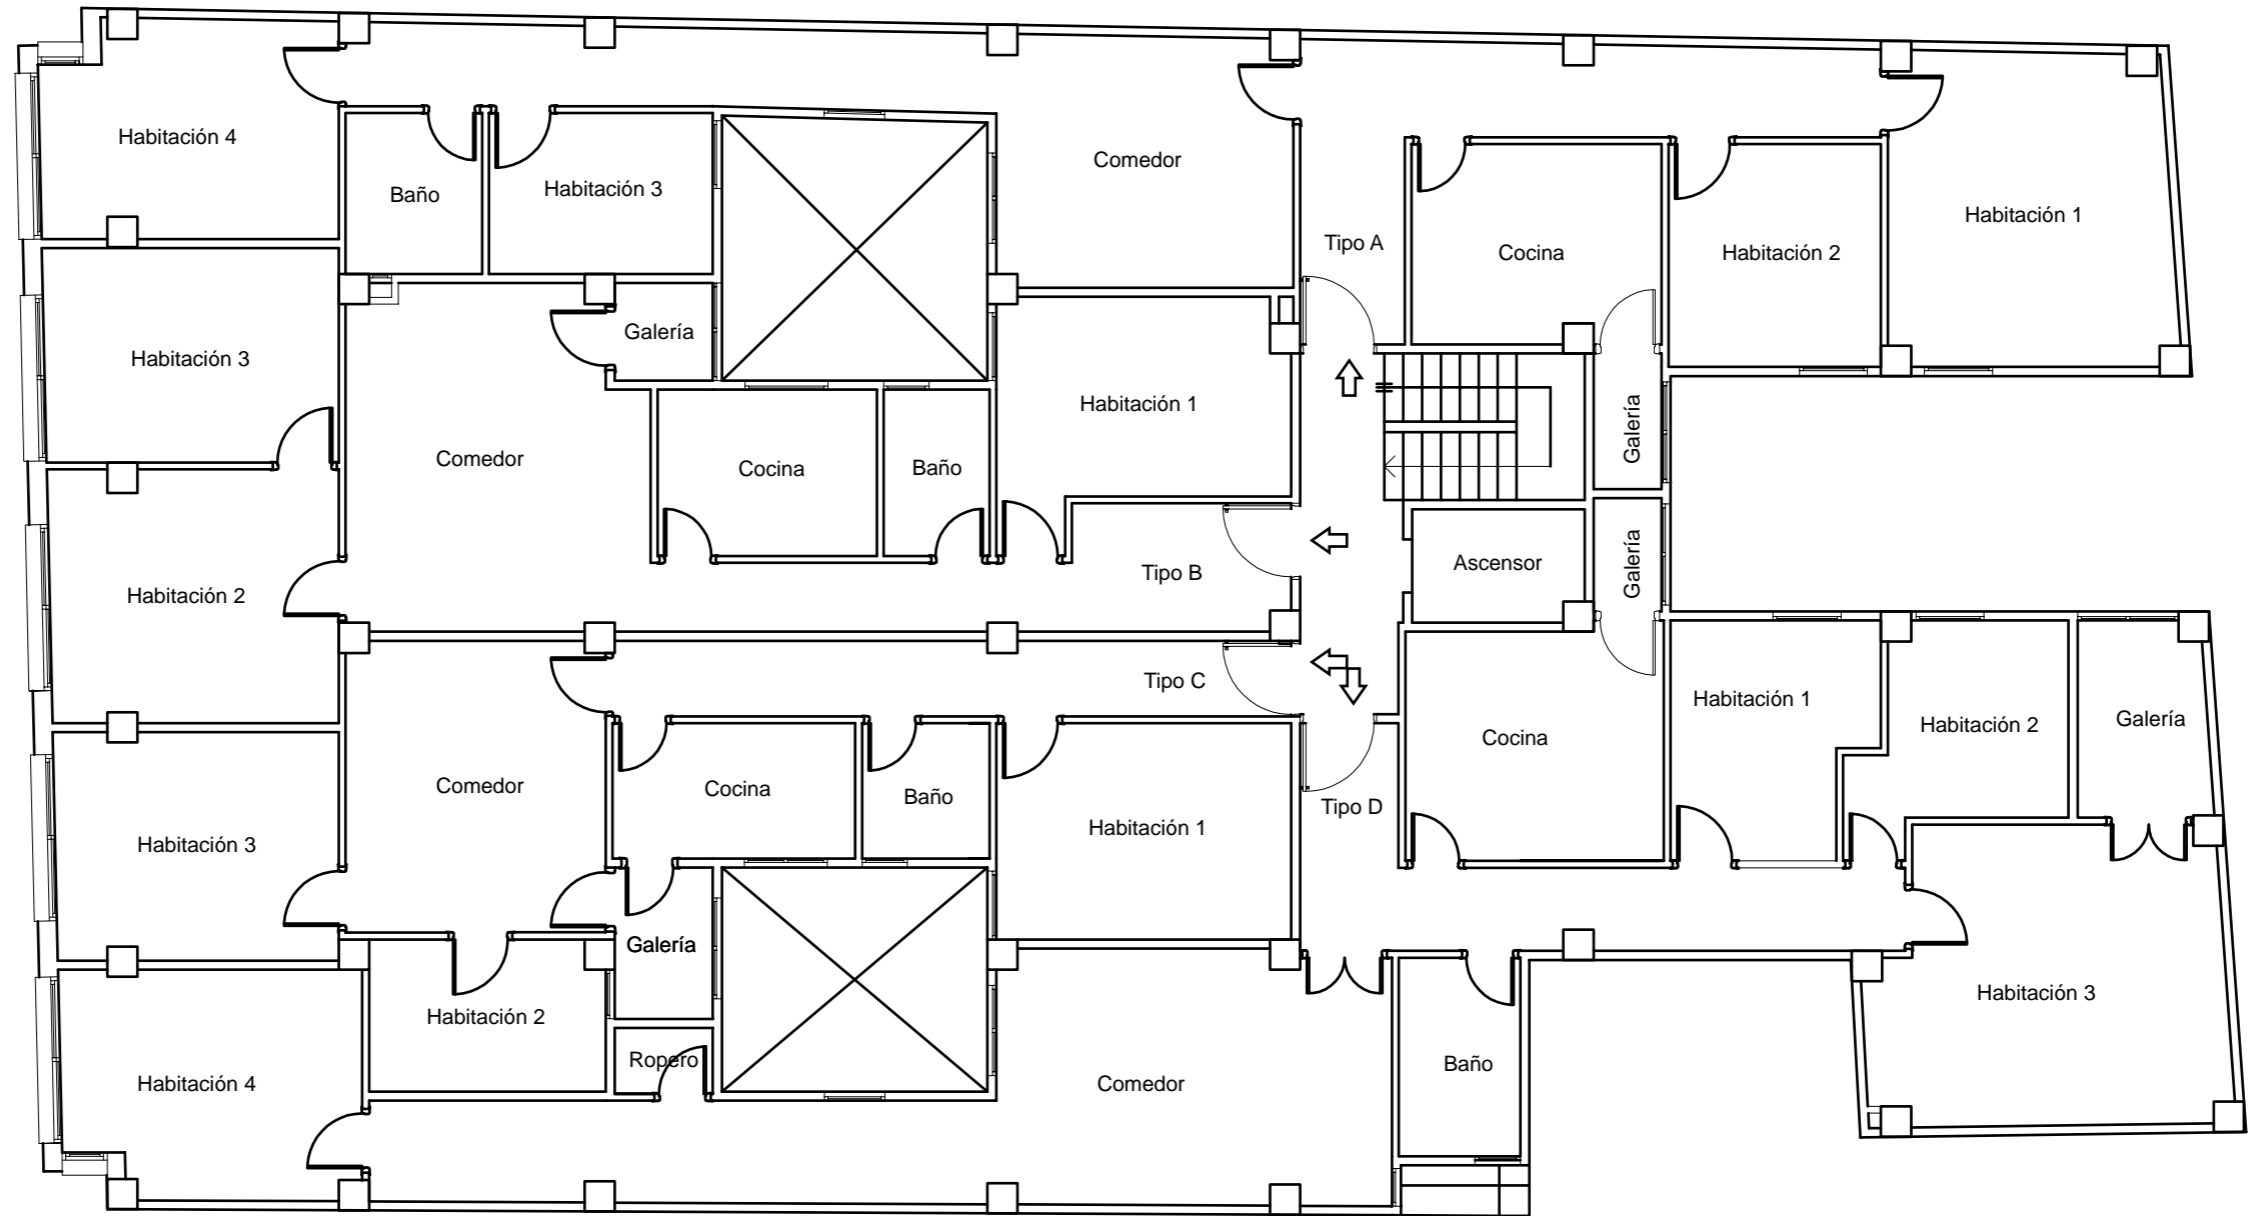 Habitación 4
Baño
Habitación 3
Comedor
Tipo A
Cocina
Habitación 2
Habitación 1
Habitación 3
Galería
Comedor
Cocina
Baño
Habitación 1
Galería
Habitación 2
Tipo B
Ascensor
Galería
Tipo C
Habitación 1
Habitación 2
Galería
Cocina
Habitación 3
Comedor
Cocina
Baño
Habitación 1
Tipo D
Galería
Habitación 2
Habitación 3
Ropero
Habitación 4
Comedor
Baño